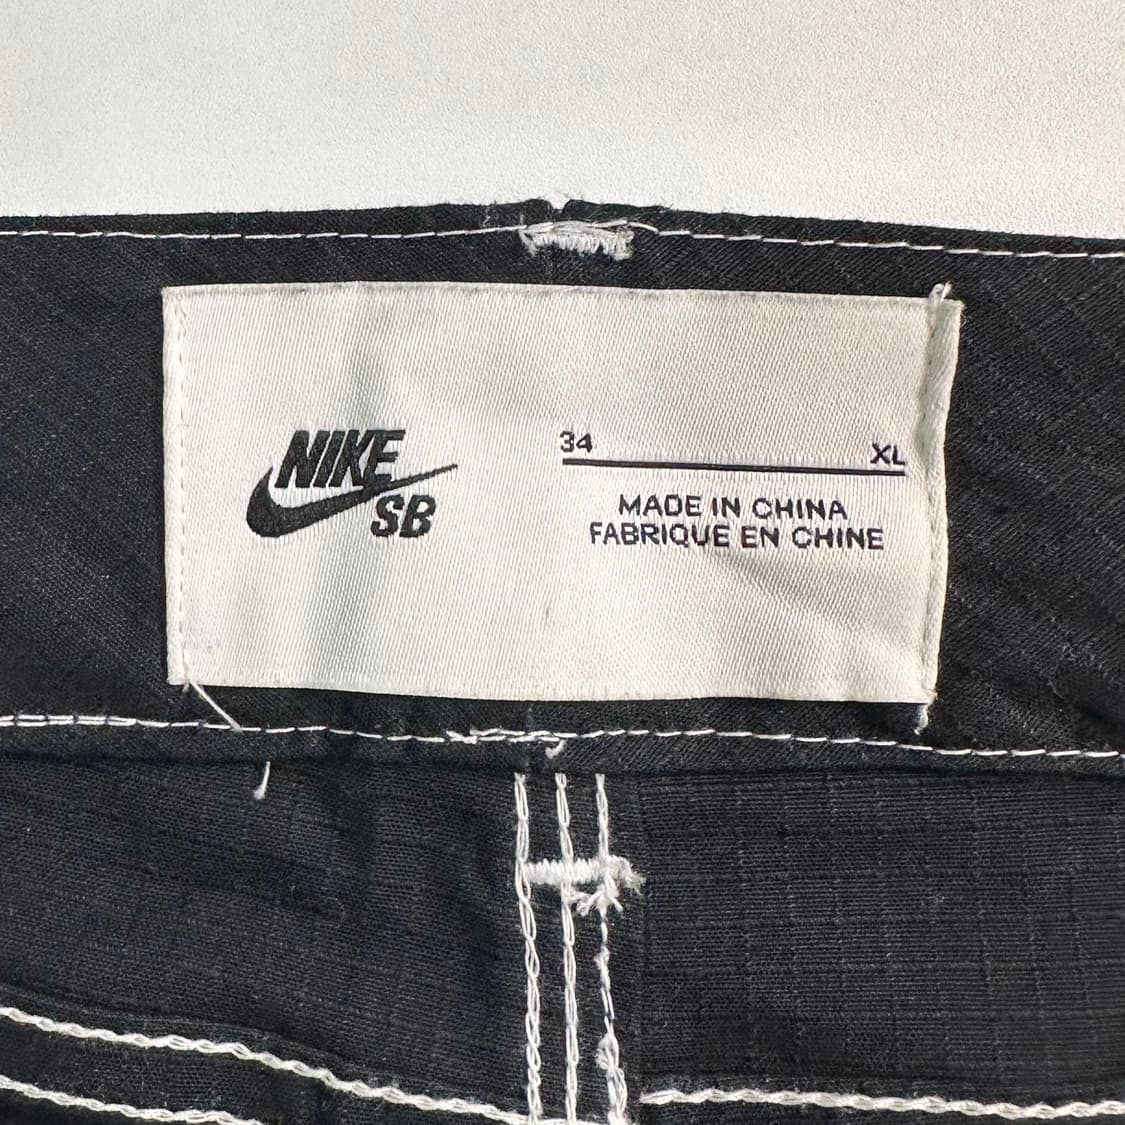 NIKE
SB
34 XL
MADE IN CHINA
FABRIQUE EN CHINE